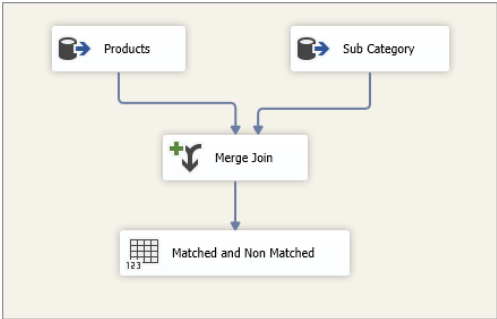 Products
Sub Category
Merge Join
Matched and Non Matched
123